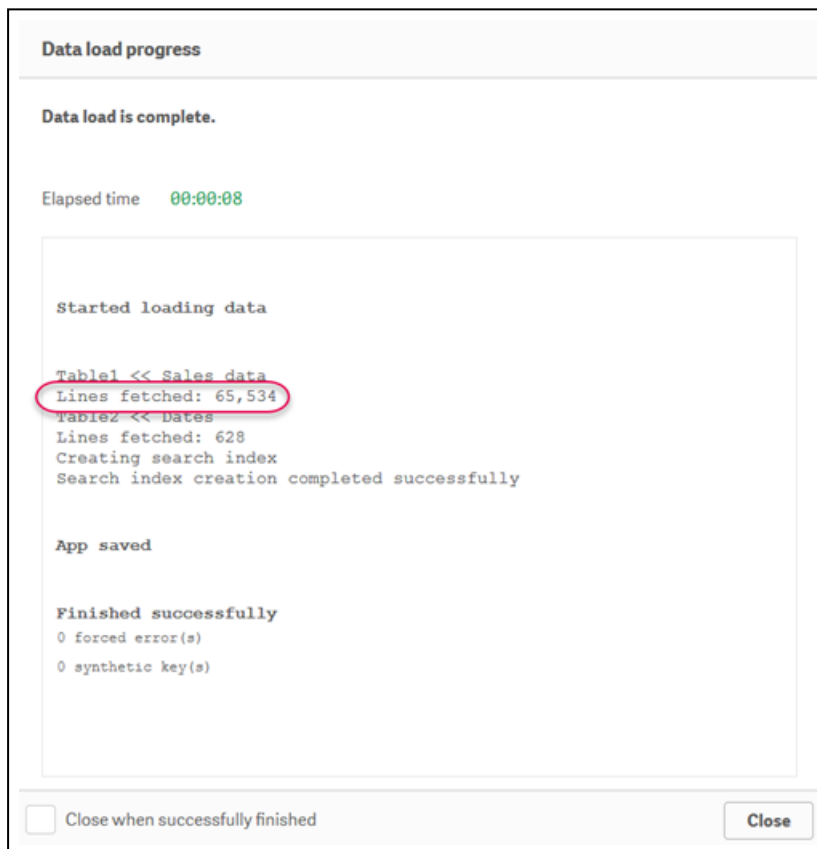 Data load progress
Data load is complete.
Elapsed time 00:00:08
Started loading data
Table1 << Sales data
Lines fetched: 65,534
Table2 << Dates
Lines fetched: 628
Creating search index
Search index creation completed successfully
App saved
Finished successfully
0 forced error(s)
0 synthetic key(s)
Close when successfully finished
Close